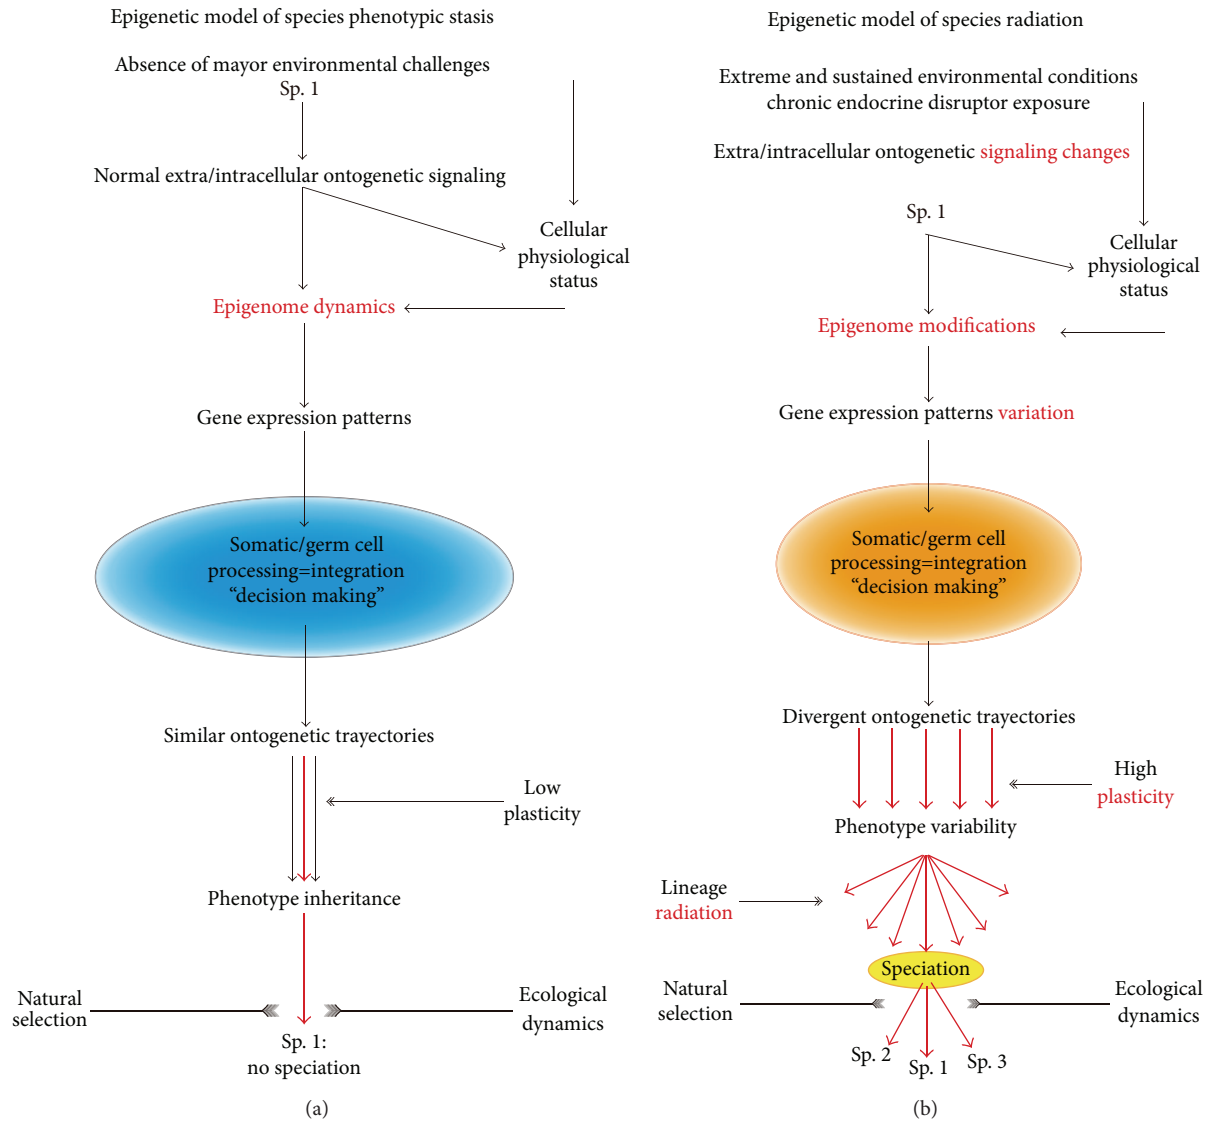 Epigenetic model of species phenotypic stasis
Absence of mayor environmental challenges
Sp. 1
Normal extra/intracellular ontogenetic signaling
Cellular
physiological
status
Epigenome dynamics
Gene expression patterns
Somatic/germ cell
processing=integration
“decision making”
Similar ontogenetic trayectories
Low
plasticity
Phenotype inheritance
Natural
selection
Ecological
dynamics
Sp. 1:
no speciation
(a)
Epigenetic model of species radiation
Extreme and sustained environmental conditions
chronic endocrine disruptor exposure
Extra/intracellular ontogenetic signaling changes
Sp. 1
Cellular
physiological
status
Epigenome modifications
Gene expression patterns variation
Somatic/germ cell
processing=integration
“decision making”
Divergent ontogenetic trayectories
High
plasticity
Phenotype variability
Lineage
radiation
Speciation
Natural
selection
Ecological
dynamics
Sp. 2
Sp. 1
Sp. 3
(b)